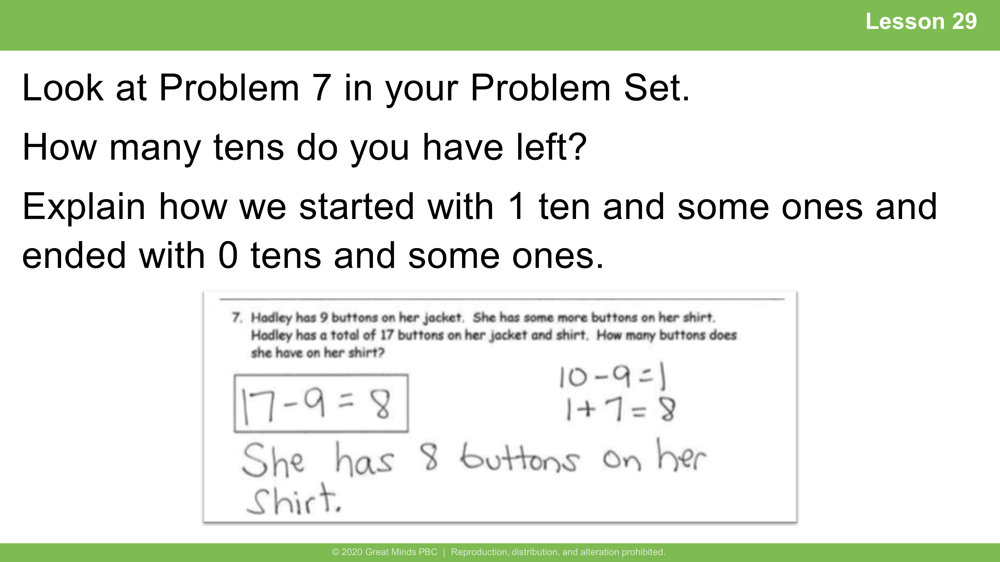 Lesson 29
Look at Problem 7 in your Problem Set.
How many tens do you have left?
Explain how we started with 1 ten and some ones and
ended with 0 tens and some ones.
7. Hadley has 9 buttons on her jacket. She has some more buttons on her shirt.
Hadley has a total of 17 buttons on her jacket and shirt. How many buttons does
she have on her shirt?
10-9=1
17-9=8
1+7=8
She has 8 buttons on her
shirt.
© 2020 Great Minds PBC | Reproduction, distribution, and alteration prohibited.